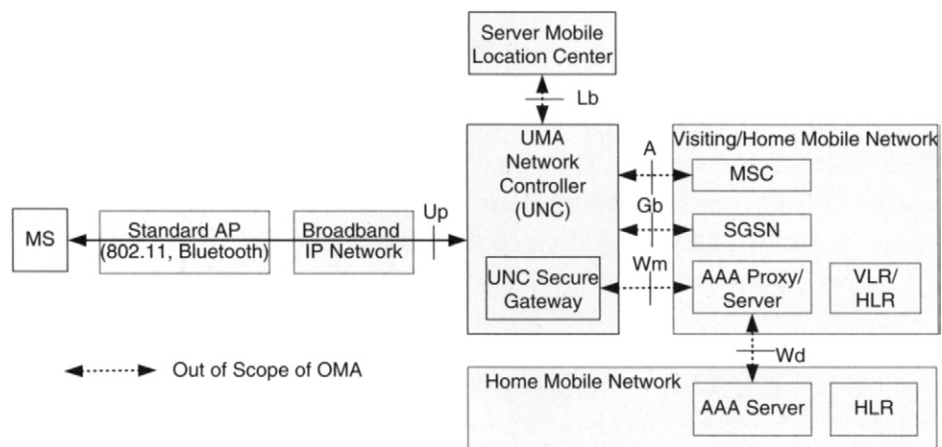 Server Mobile
Location Center
Lb
UMA
Network
Controller
(UNC)
Visiting/Home Mobile Network
A
MSC
Gb
SGSN
MS
Standard AP
(802.11, Bluetooth)
Broadband
IP Network
Up
UNC Secure
Gateway
Wm
AAA Proxy/
Server
VLR/
HLR
Wd
Out of Scope of OMA
Home Mobile Network
AAA Server
HLR